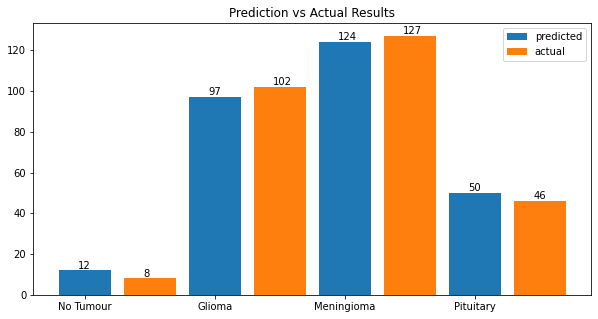 Prediction vs Actual Results
predicted
actual
120
100
80
60
40
20
0
12
8
97
102
124
127
50
46
No Tumour
Glioma
Meningioma
Pituitary